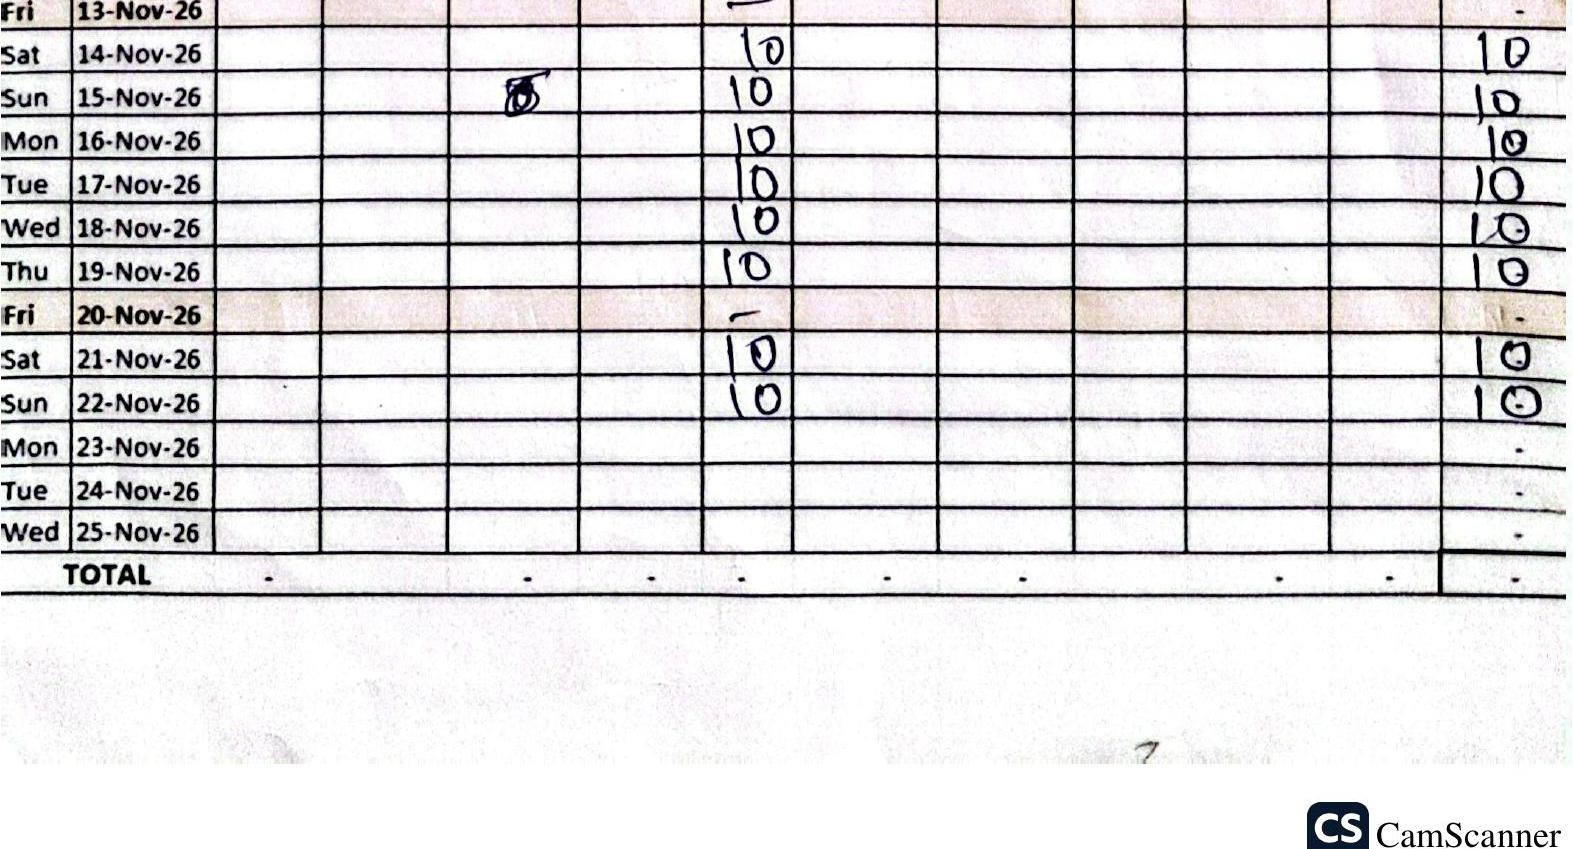 Fri 13-Nov-26 - -
Sat 14-Nov-26 10 10
Sun 15-Nov-26 10 10
Mon 16-Nov-26 10 10
Tue 17-Nov-26 10 10
Wed 18-Nov-26 10 10
Thu 19-Nov-26 10 10
Fri 20-Nov-26 - -
Sat 21-Nov-26 10 10
Sun 22-Nov-26 10 10
Mon 23-Nov-26 -
Tue 24-Nov-26 -
Wed 25-Nov-26 -
TOTAL - - - - - - - - -
CS CamScanner